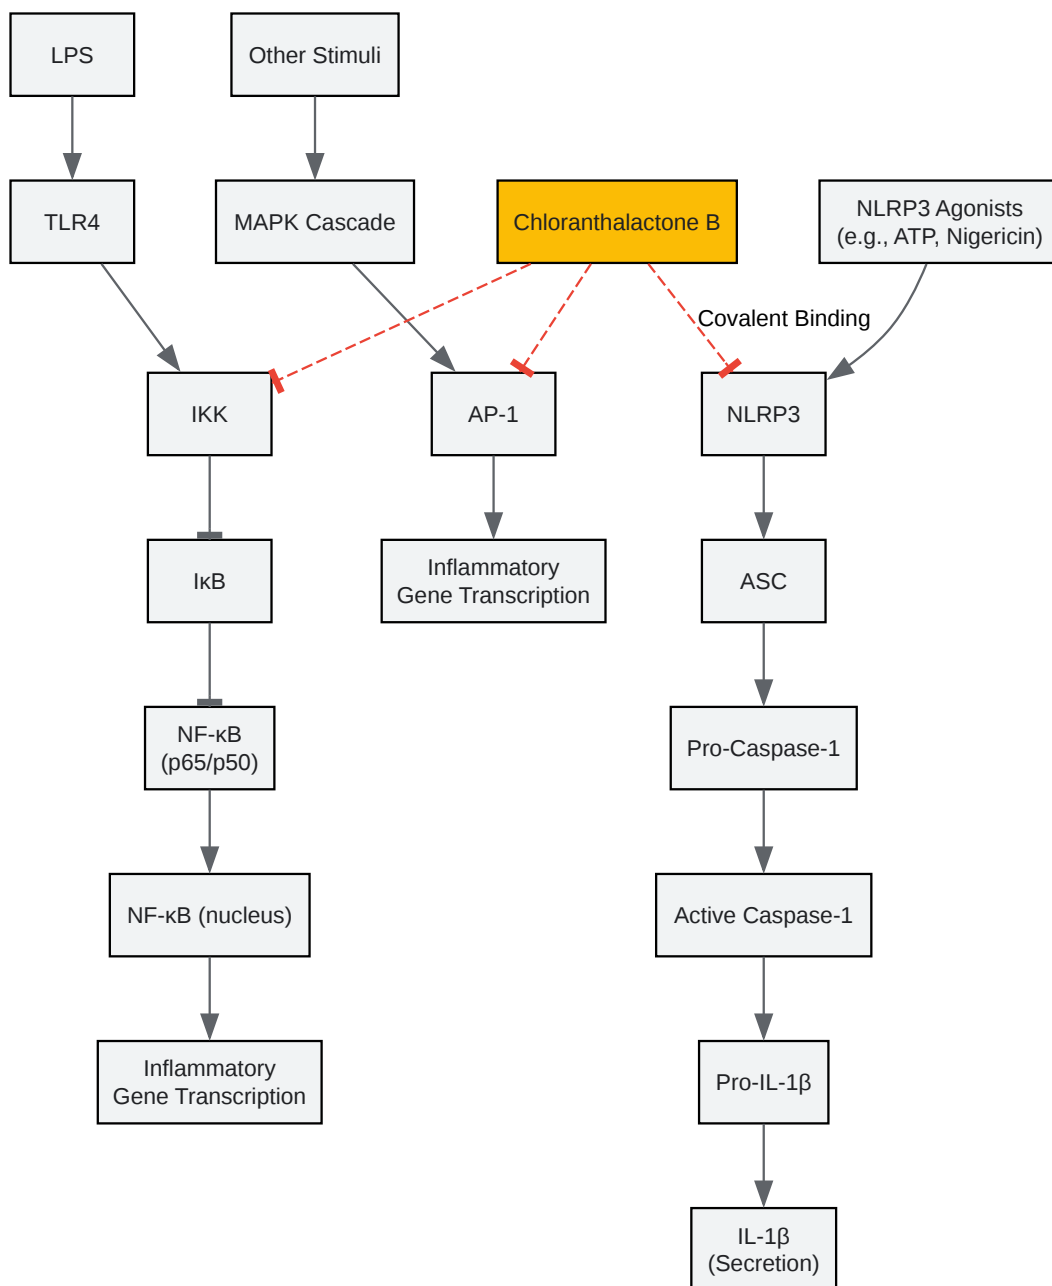 LPS
Other Stimuli
TLR4
MAPK Cascade
Chloranthalactone B
NLRP3 Agonists
(e.g., ATP, Nigericin)
Covalent Binding
IKK
AP-1
NLRP3
IκB
Inflammatory
Gene Transcription
ASC
NF-κB
(p65/p50)
Pro-Caspase-1
NF-κB (nucleus)
Active Caspase-1
Inflammatory
Gene Transcription
Pro-IL-1β
IL-1β
(Secretion)